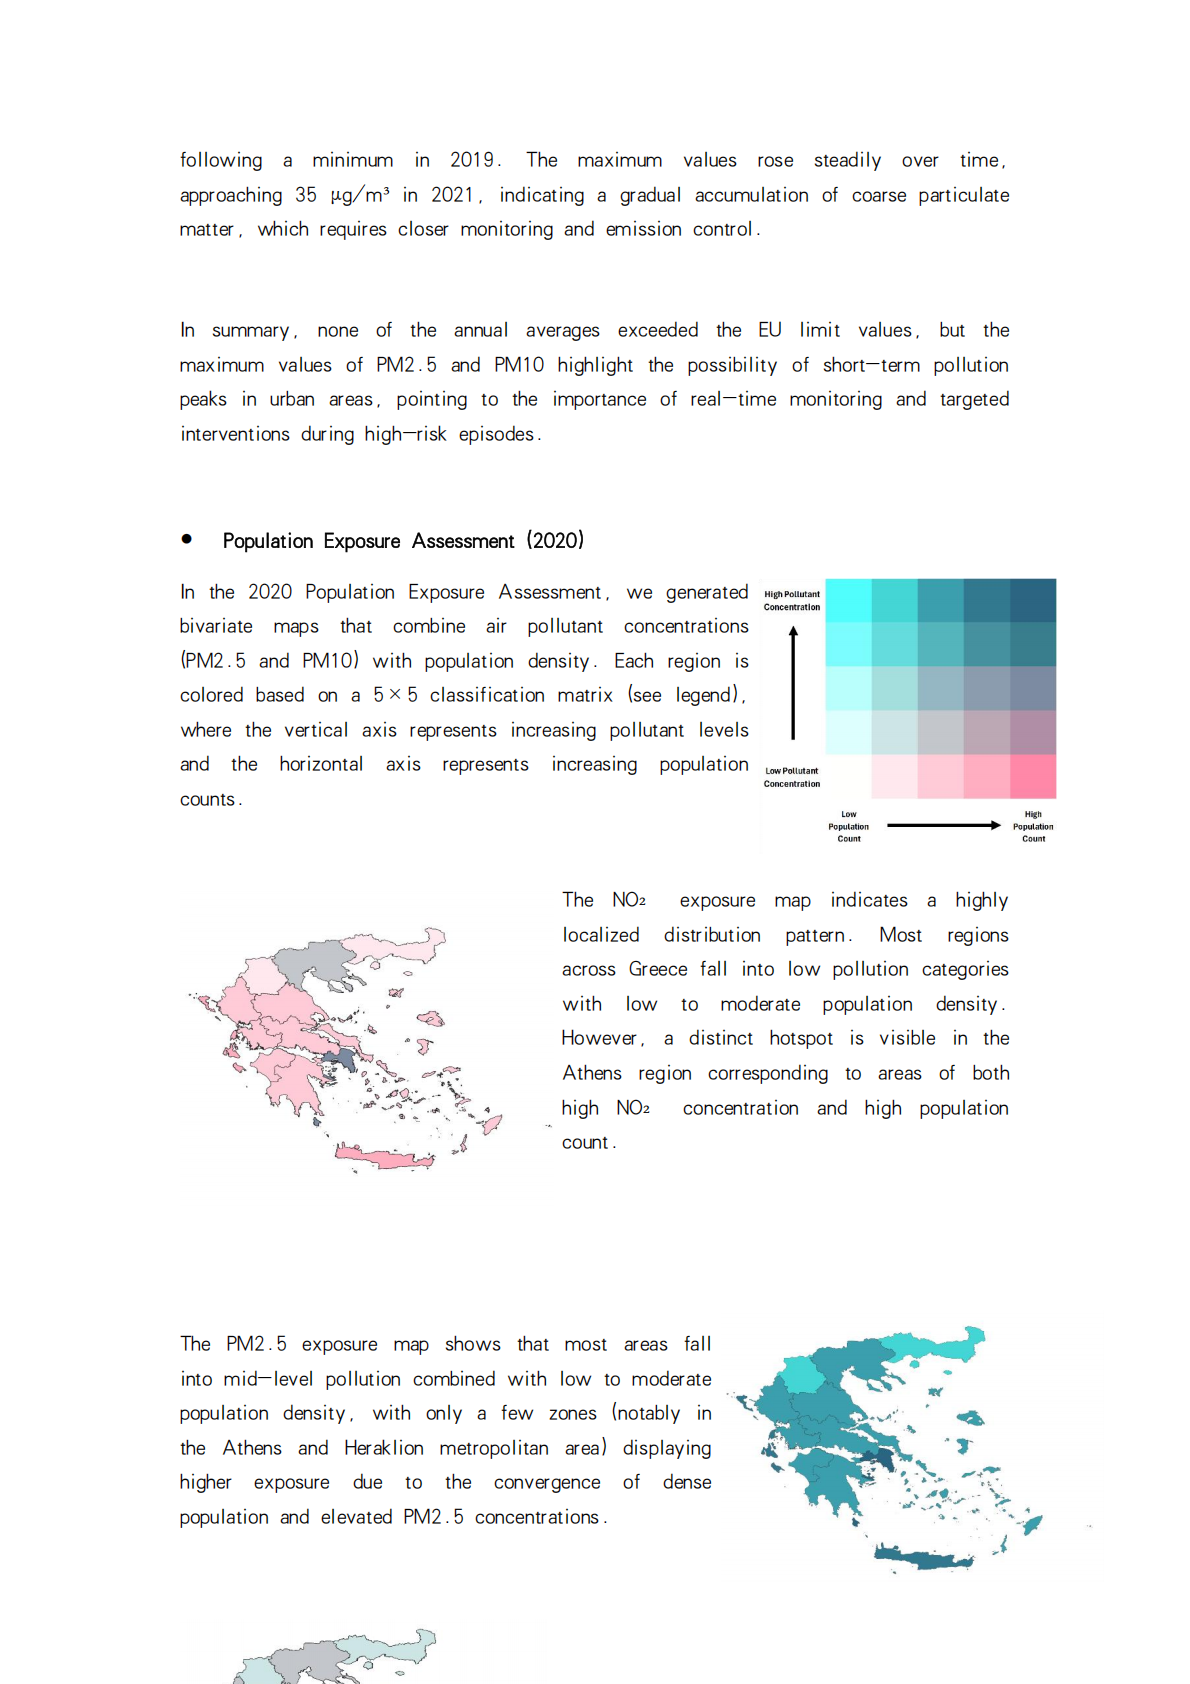 following a minimum in 2019. The maximum values rose steadily over time,
approaching 35 μg/m³ in 2021, indicating a gradual accumulation of coarse particulate
matter, which requires closer monitoring and emission control.
In summary, none of the annual averages exceeded the EU limit values, but the
maximum values of PM2.5 and PM10 highlight the possibility of short-term pollution
peaks in urban areas, pointing to the importance of real-time monitoring and targeted
interventions during high-risk episodes.
● Population Exposure Assessment (2020)
In the 2020 Population Exposure Assessment, we generated
bivariate maps that combine air pollutant concentrations
(PM2.5 and PM10) with population density. Each region is
colored based on a 5×5 classification matrix (see legend),
where the vertical axis represents increasing pollutant levels
and the horizontal axis represents increasing population
counts.
High Pollutant
Concentration
Low Pollutant
Concentration
Low
Population
Count
High
Population
Count
The NO₂ exposure map indicates a highly
localized distribution pattern. Most regions
across Greece fall into low pollution categories
with low to moderate population density.
However, a distinct hotspot is visible in the
Athens region corresponding to areas of both
high NO₂ concentration and high population
count.
The PM2.5 exposure map shows that most areas fall
into mid-level pollution combined with low to moderate
population density, with only a few zones (notably in
the Athens and Heraklion metropolitan area) displaying
higher exposure due to the convergence of dense
population and elevated PM2.5 concentrations.